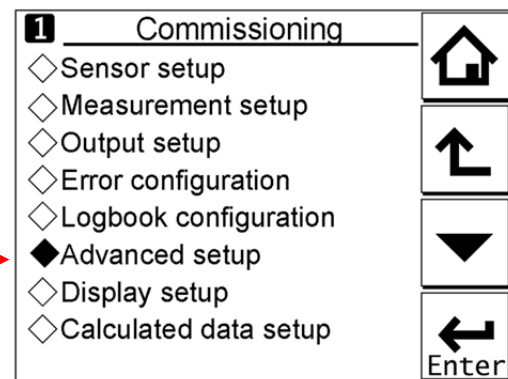 1 Commissioning
Sensor setup
Measurement setup
Output setup
Error configuration
Logbook configuration
Advanced setup
Display setup
Calculated data setup
Enter